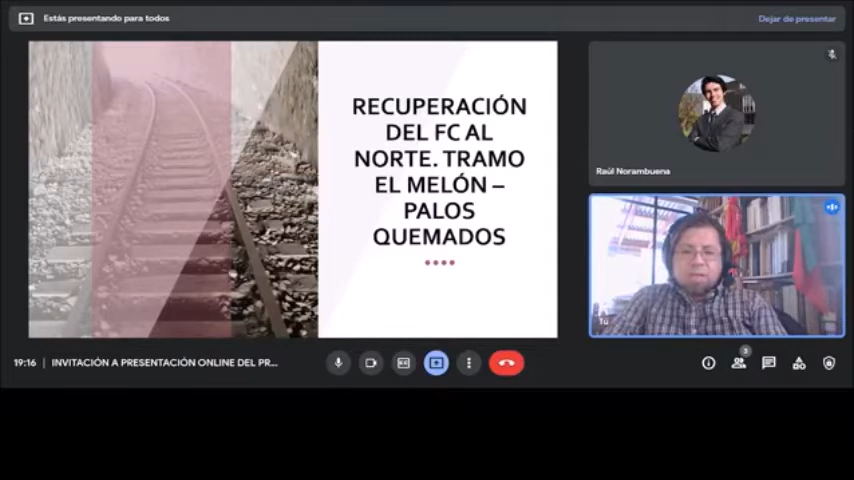 Estás presentando para todos
Dejar de presentar
RECUPERACIÓN
DEL FC AL
NORTE. TRAMO
EL MELÓN –
PALOS
QUEMADOS
Raúl Norambuena
Tú
19:16 | INVITACIÓN A PRESENTACIÓN ONLINE DEL PR...
3